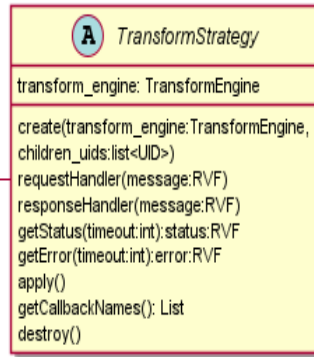 A TransformStrategy
transform_engine: TransformEngine
create(transform_engine:TransformEngine,
children_uids:list<UID>)
requestHandler(message:RVF)
responseHandler(message:RVF)
getStatus(timeout:int):status:RVF
getError(timeout:int):error:RVF
apply()
getCallbackNames(): List
destroy()